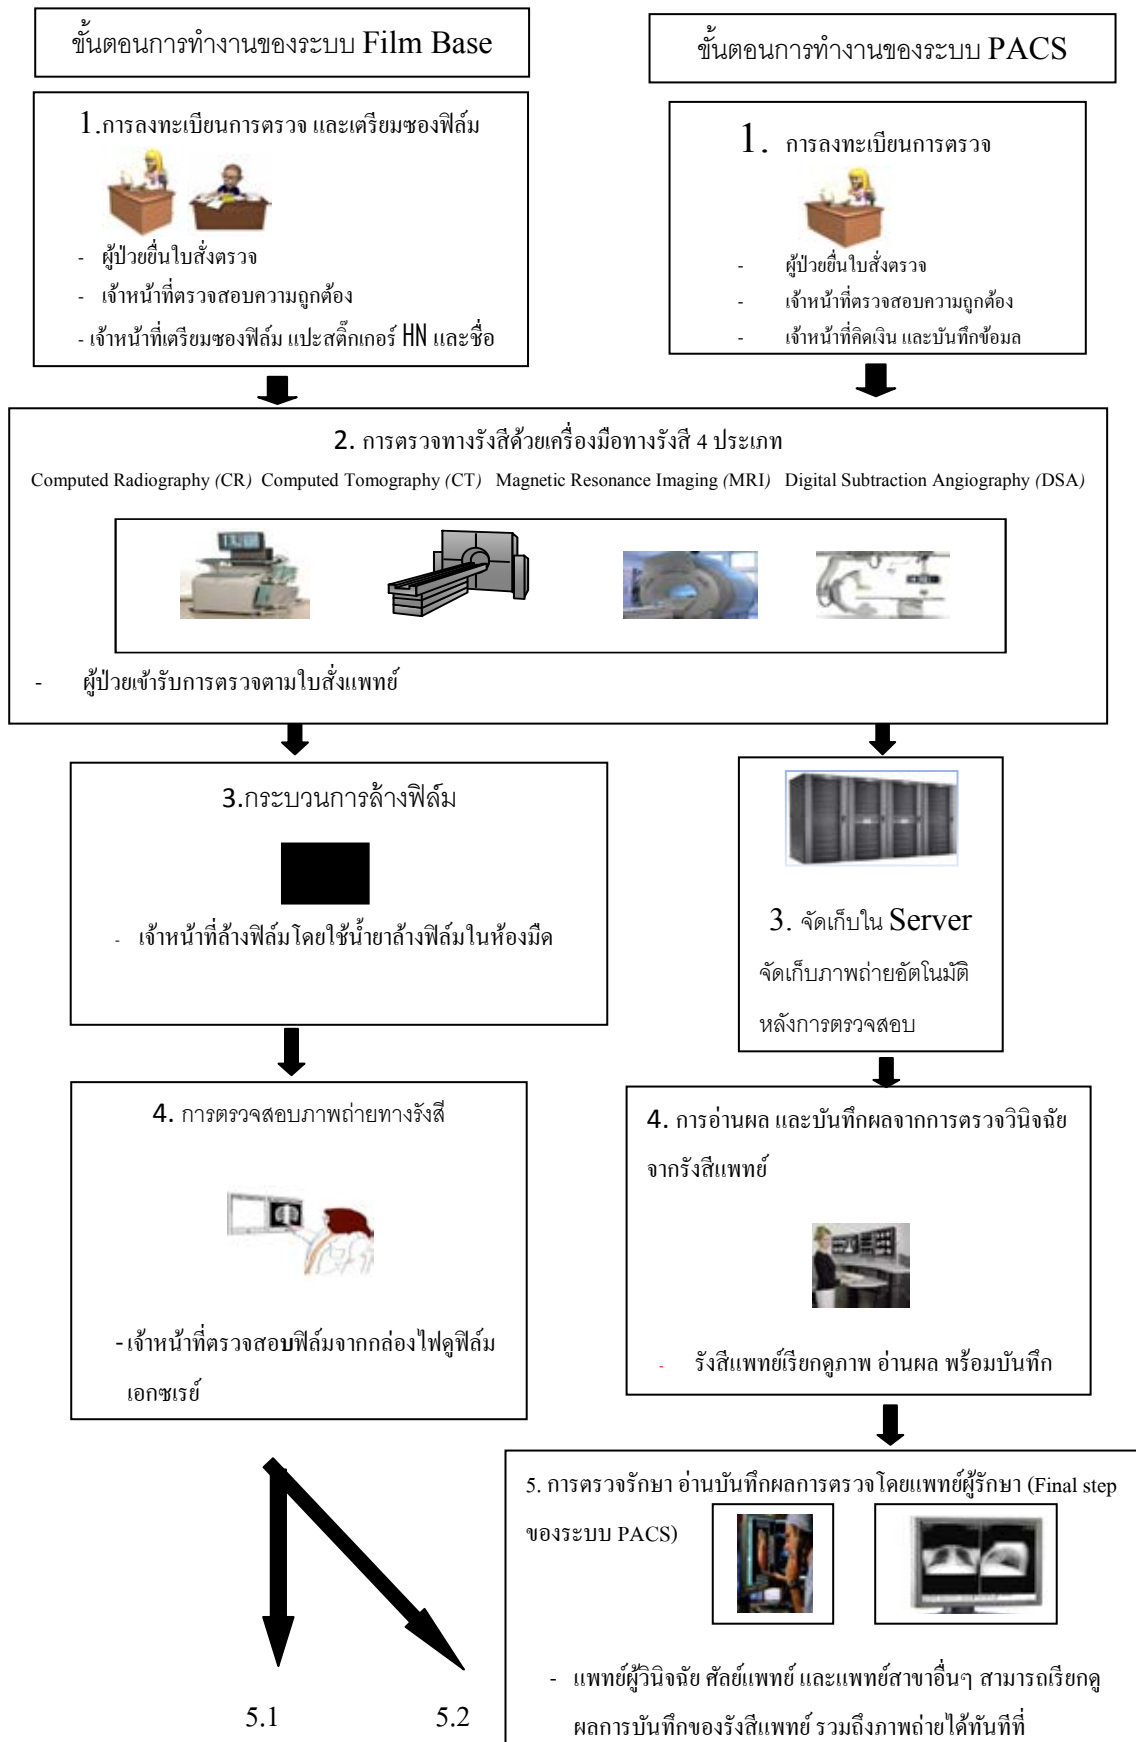 ขั้นตอนการทำงานของระบบ Film Base
ขั้นตอนการทำงานของระบบ PACS
1.การลงทะเบียนการตรวจ และเตรียมซองฟิล์ม
- ผู้ป่วยยื่นใบสั่งตรวจ
- เจ้าหน้าที่ตรวจสอบความถูกต้อง
- เจ้าหน้าที่เตรียมซองฟิล์ม แปะสติ๊กเกอร์ HN และชื่อ
1. การลงทะเบียนการตรวจ
- ผู้ป่วยยื่นใบสั่งตรวจ
- เจ้าหน้าที่ตรวจสอบความถูกต้อง
- เจ้าหน้าที่คิดเงิน และบันทึกข้อมล
2. การตรวจทางรังสีด้วยเครื่องมือทางรังสี 4 ประเภท
Computed Radiography (CR) Computed Tomography (CT) Magnetic Resonance Imaging (MRI) Digital Subtraction Angiography (DSA)
- ผู้ป่วยเข้ารับการตรวจตามใบสั่งแพทย์
3.กระบวนการล้างฟิล์ม
- เจ้าหน้าที่ล้างฟิล์มโดยใช้น้ำยาล้างฟิล์มในห้องมืด
3. จัดเก็บใน Server
จัดเก็บภาพถ่ายอัตโนมัติ
หลังการตรวจสอบ
4. การตรวจสอบภาพถ่ายทางรังสี
- เจ้าหน้าที่ตรวจสอบฟิล์มจากกล่องไฟดูฟิล์ม
เอกซเรย์
4. การอ่านผล และบันทึกผลจากการตรวจวินิจฉัย
จากรังสีแพทย์
- รังสีแพทย์เรียกดูภาพ อ่านผล พร้อมบันทึก
5.1 5.2
5. การตรวจรักษา อ่านบันทึกผลการตรวจโดยแพทย์ผู้รักษา (Final step
ของระบบ PACS)
- แพทย์ผู้วินิจฉัย ศัลย์แพทย์ และแพทย์สาขาอื่นๆ สามารถเรียกดู
ผลการบันทึกของรังสีแพทย์ รวมถึงภาพถ่ายได้ทันทีที่